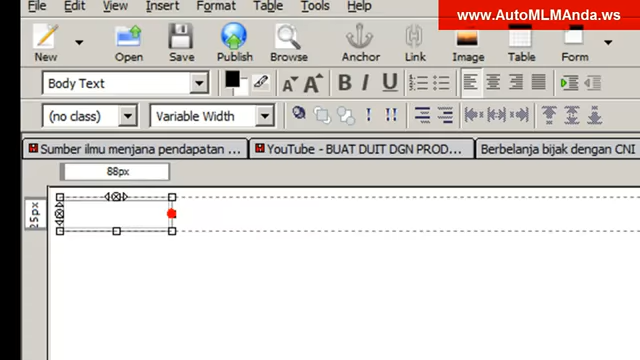 www.AutoMLMAnda.ws
File Edit View Insert Format Table Tools Help
New Open Save Publish Browse Anchor Link Image Table Form
Body Text
(no class) Variable Width
Sumber ilmu menjana pendapatan ... YouTube - BUAT DUIT DGN PROD... Berbelanja bijak dengan CNI
88px
25px